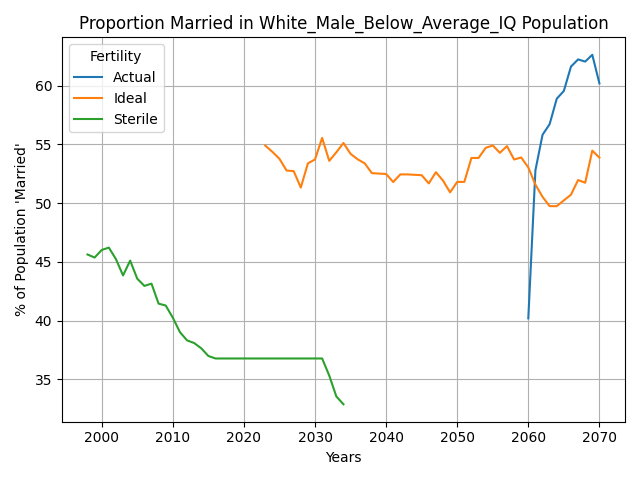 Proportion Married in White_Male_Below_Average_IQ Population
% of Population 'Married'
Fertility
Actual
Ideal
Sterile
60
55
50
45
40
35
2000 2010 2020 2030 2040 2050 2060 2070
Years